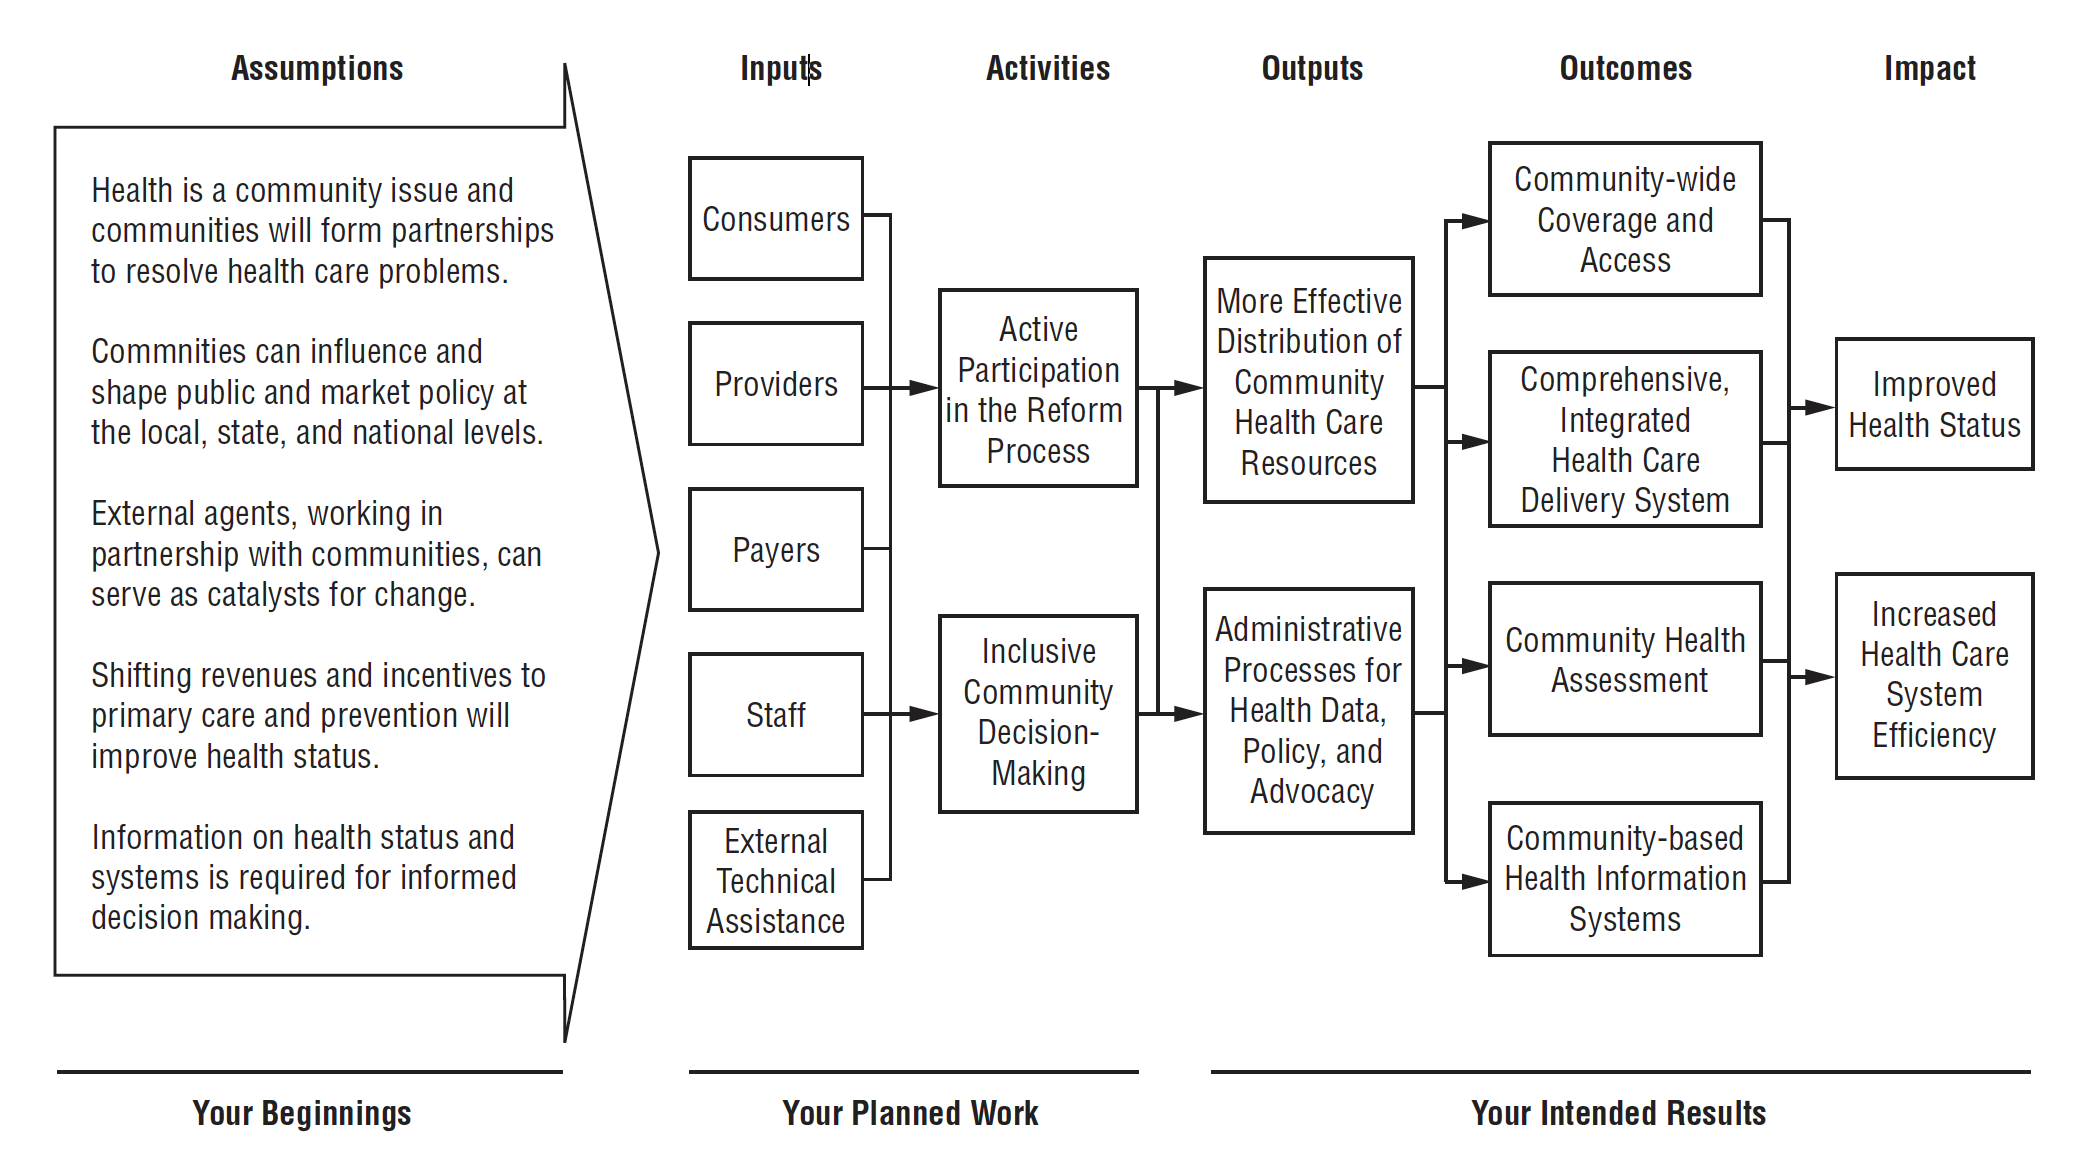 Assumptions
Inputs
Activities
Outputs
Outcomes
Impact
Health is a community issue and
communities will form partnerships
to resolve health care problems.
Commnities can influence and
shape public and market policy at
the local, state, and national levels.
External agents, working in
partnership with communities, can
serve as catalysts for change.
Shifting revenues and incentives to
primary care and prevention will
improve health status.
Information on health status and
systems is required for informed
decision making.
Consumers
Providers
Payers
Staff
External
Technical
Assistance
Active
Participation
in the Reform
Process
Inclusive
Community
Decision-
Making
More Effective
Distribution of
Community
Health Care
Resources
Administrative
Processes for
Health Data,
Policy, and
Advocacy
Community-wide
Coverage and
Access
Comprehensive,
Integrated
Health Care
Delivery System
Community Health
Assessment
Community-based
Health Information
Systems
Improved
Health Status
Increased
Health Care
System
Efficiency
Your Beginnings
Your Planned Work
Your Intended Results